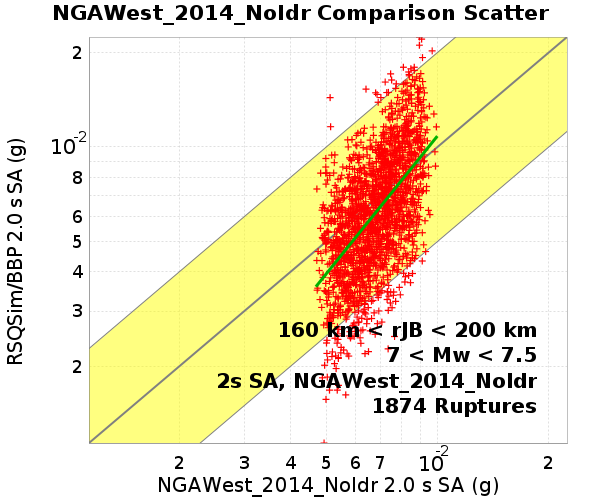 NGAWest_2014_NoIdr Comparison Scatter
RSQSim/BBP 2.0 s SA (g)
2
10-2
8
6
5
4
3
2
160 km < rJB < 200 km
7 < Mw < 7.5
2s SA, NGAWest_2014_NoIdr
1874 Ruptures
2 3 4 5 6 7 10-2 2
NGAWest_2014_NoIdr 2.0 s SA (g)